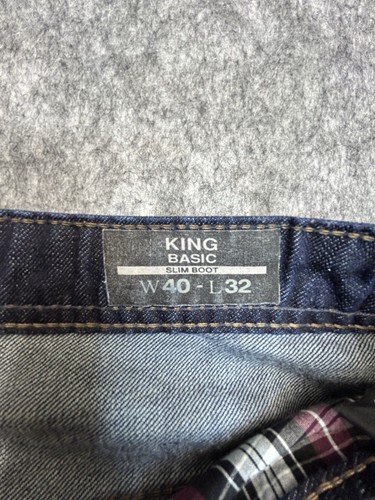 KING
BASIC
SLIM BOOT
W40 - L32